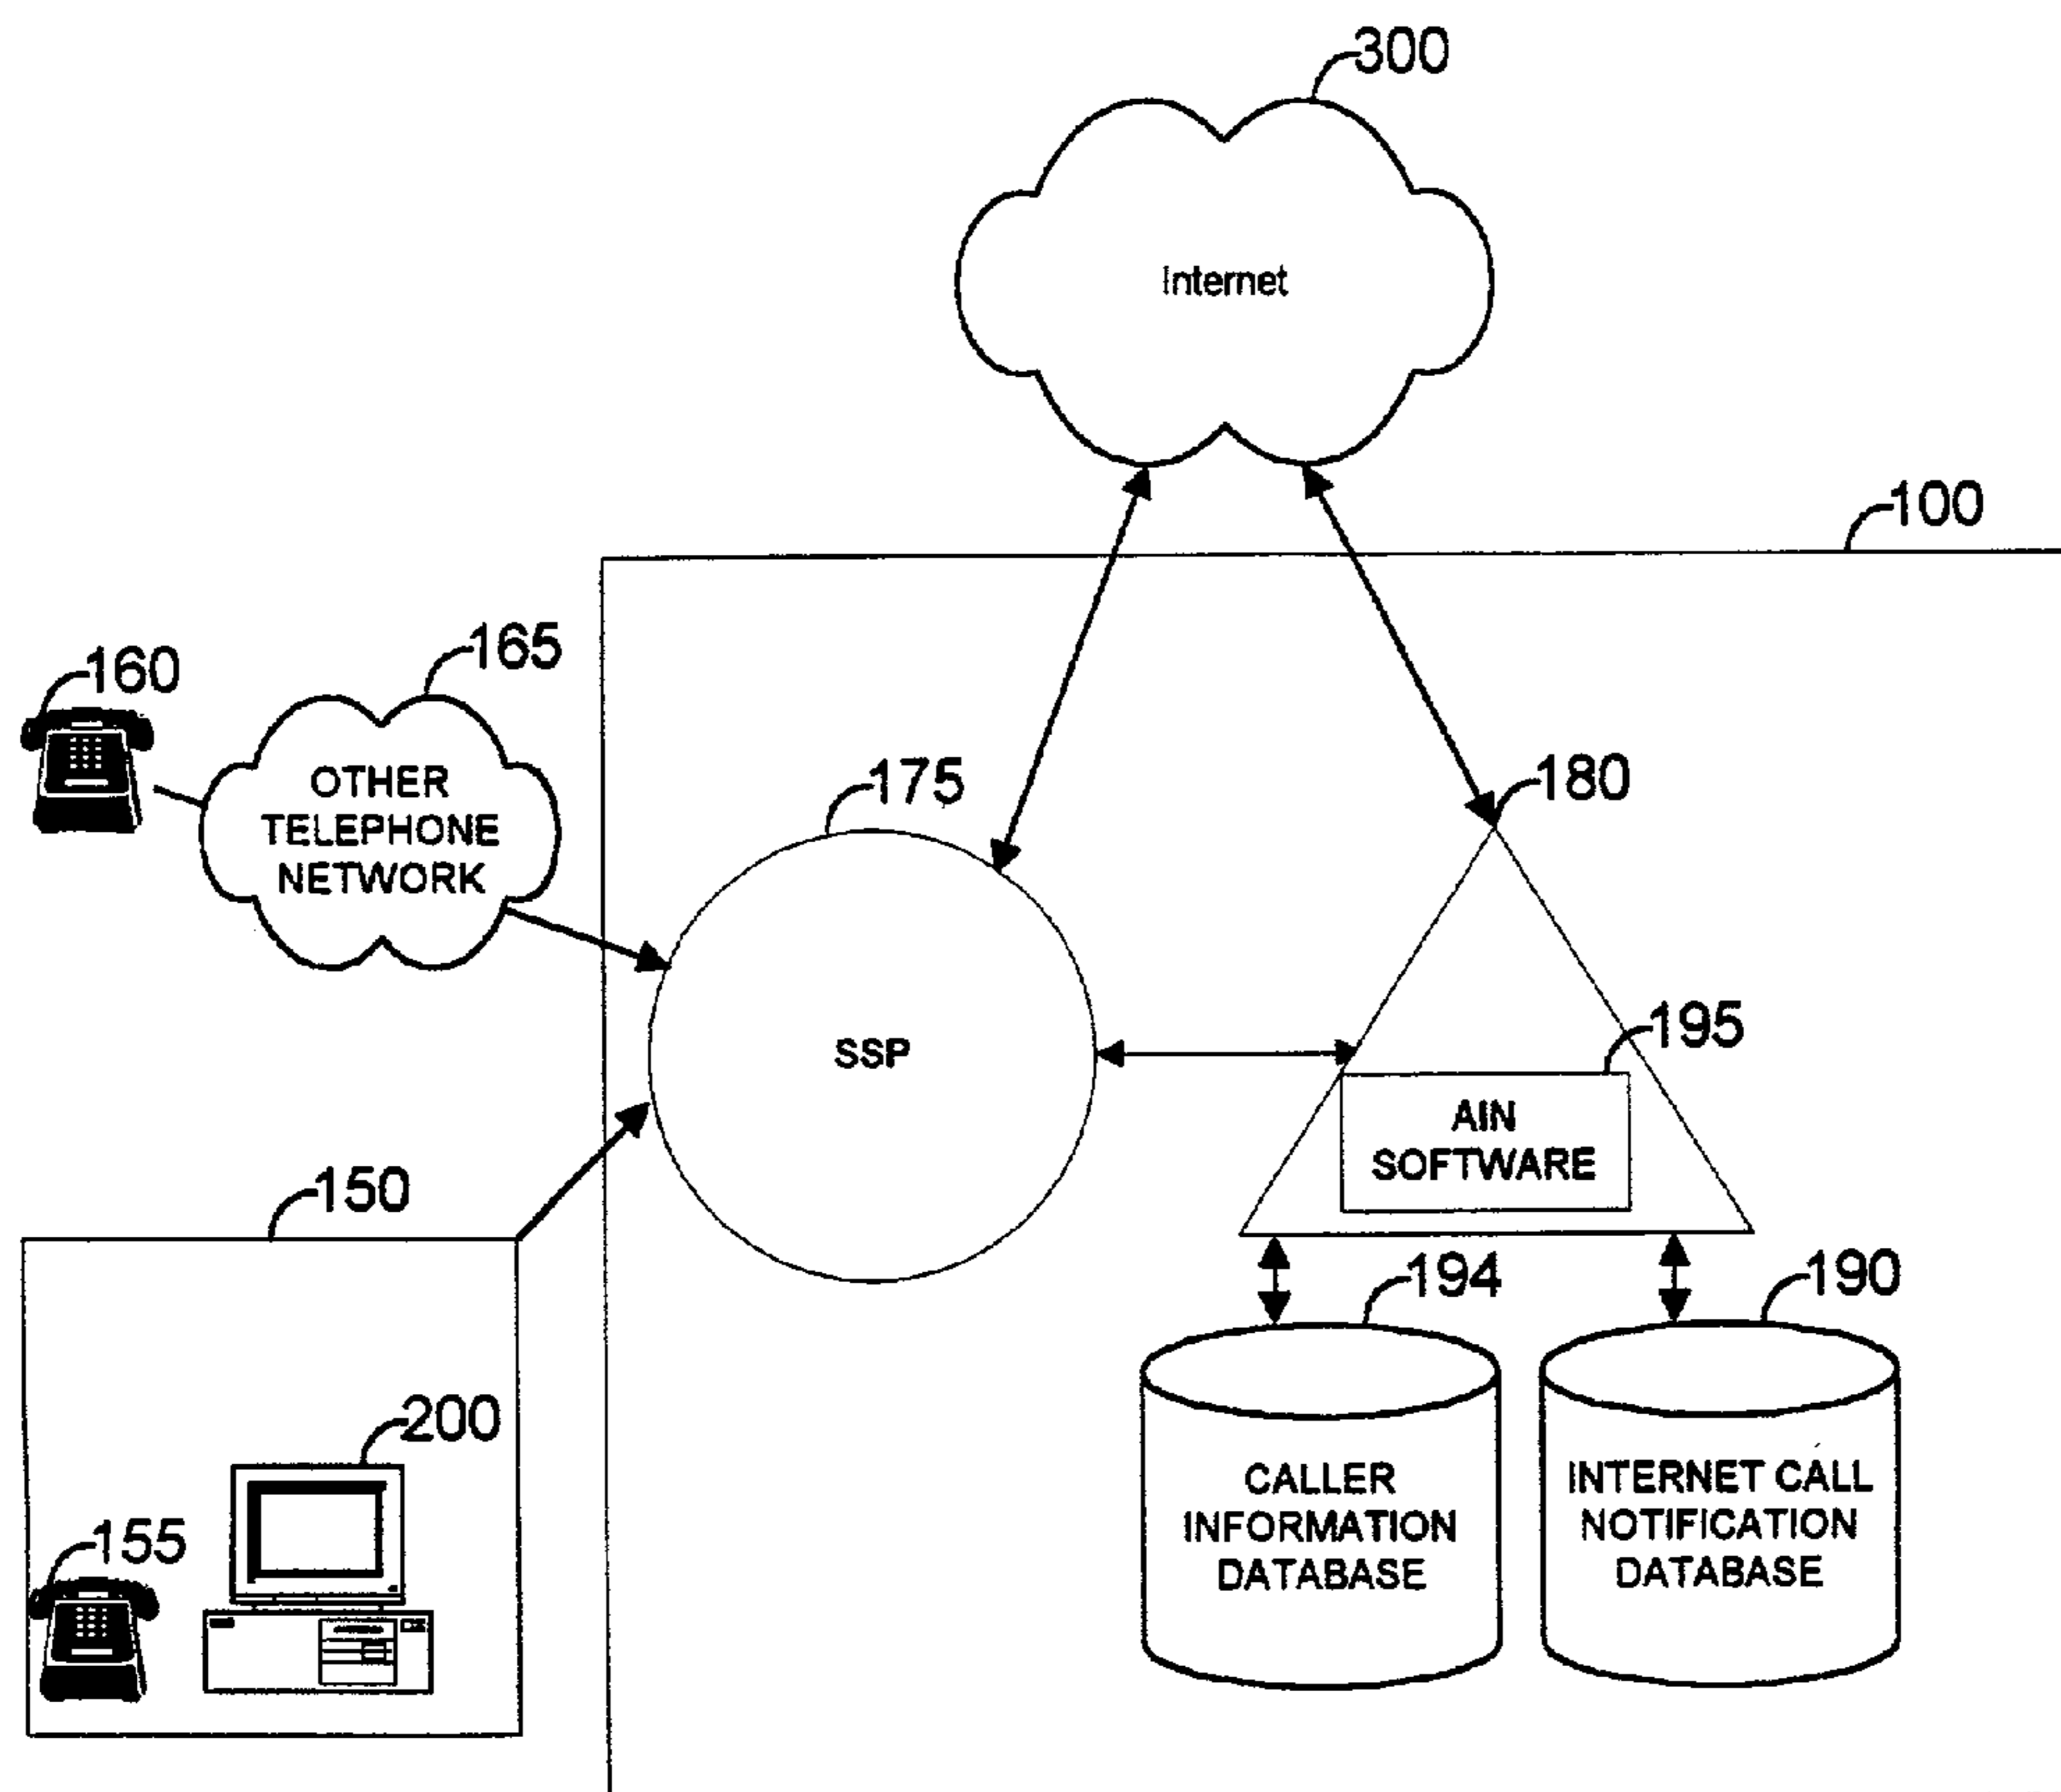 300
Internet
100
160
165
OTHER
TELEPHONE
NETWORK
175
180
SSP
195
AIN
SOFTWARE
150
194
190
200
155
CALLER
INFORMATION
DATABASE
INTERNET CALL
NOTIFICATION
DATABASE